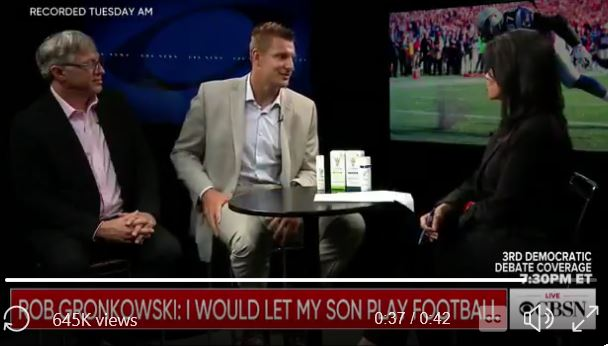 RECORDED TUESDAY AM
3RD DEMOCRATIC
DEBATE COVERAGE
7:30PM ET
ROB GRONKOWSKI: I WOULD LET MY SON PLAY FOOTBALL
LIVE
CBSN
645K views
0:37 / 0:42